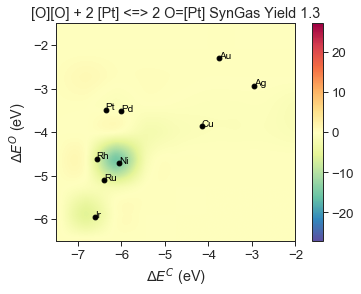 [O][O] + 2 [Pt] <=> 2 O=[Pt] SynGas Yield 1.3
−2
−3
−4
−5
−6
ΔE^O (eV)
Au
Ag
Pt
Pd
Cu
Rh
Ni
Ru
Ir
−7
−6
−5
−4
−3
−2
ΔE^C (eV)
20
10
0
−10
−20